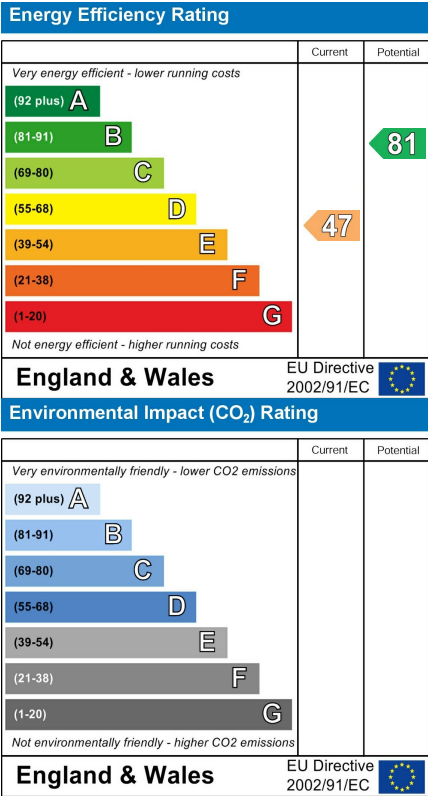 Energy Efficiency Rating
Current Potential
Very energy efficient - lower running costs
(92 plus) A
(81-91) B
81
(69-80) C
(55-68) D
47
(39-54) E
(21-38) F
(1-20) G
Not energy efficient - higher running costs
England & Wales
EU Directive
2002/91/EC
Environmental Impact (CO₂) Rating
Current Potential
Very environmentally friendly - lower CO2 emissions
(92 plus) A
(81-91) B
(69-80) C
(55-68) D
(39-54) E
(21-38) F
(1-20) G
Not environmentally friendly - higher CO2 emissions
England & Wales
EU Directive
2002/91/EC